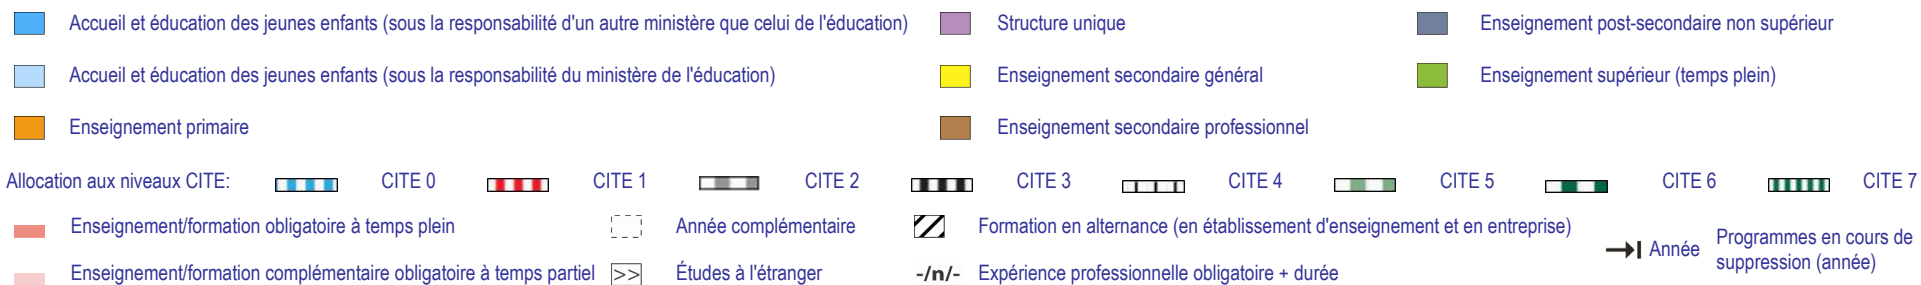 Accueil et éducation des jeunes enfants (sous la responsabilité d'un autre ministère que celui de l'éducation)
Structure unique
Enseignement post-secondaire non supérieur
Accueil et éducation des jeunes enfants (sous la responsabilité du ministère de l'éducation)
Enseignement secondaire général
Enseignement supérieur (temps plein)
Enseignement primaire
Enseignement secondaire professionnel
Allocation aux niveaux CITE: CITE 0 CITE 1 CITE 2 CITE 3 CITE 4 CITE 5 CITE 6 CITE 7
Enseignement/formation obligatoire à temps plein
Année complémentaire
Formation en alternance (en établissement d'enseignement et en entreprise)
Année
Programmes en cours de
suppression (année)
Enseignement/formation complémentaire obligatoire à temps partiel
>> Études à l'étranger
-/n/- Expérience professionnelle obligatoire + durée